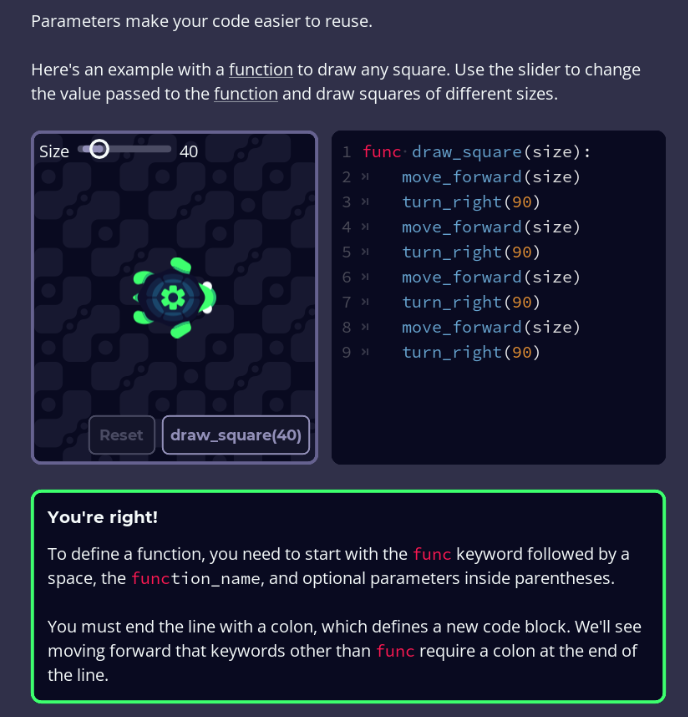 Parameters make your code easier to reuse.
Here's an example with a function to draw any square. Use the slider to change
the value passed to the function and draw squares of different sizes.
Size 40
Reset draw_square(40)
1 func draw_square(size):
2 move_forward(size)
3 turn_right(90)
4 move_forward(size)
5 turn_right(90)
6 move_forward(size)
7 turn_right(90)
8 move_forward(size)
9 turn_right(90)
You're right!
To define a function, you need to start with the func keyword followed by a
space, the function_name, and optional parameters inside parentheses.
You must end the line with a colon, which defines a new code block. We'll see
moving forward that keywords other than func require a colon at the end of
the line.